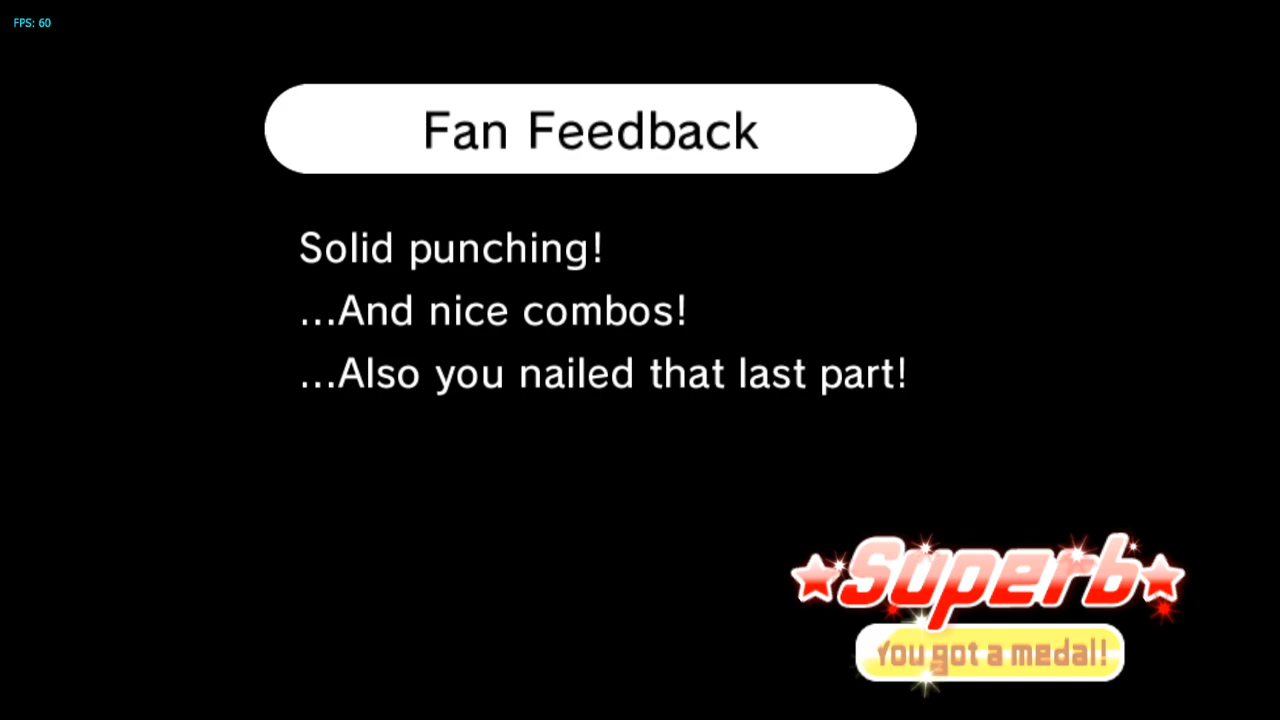 FPS: 60
Fan Feedback
Solid punching!
...And nice combos!
...Also you nailed that last part!
Superb
You got a medal!